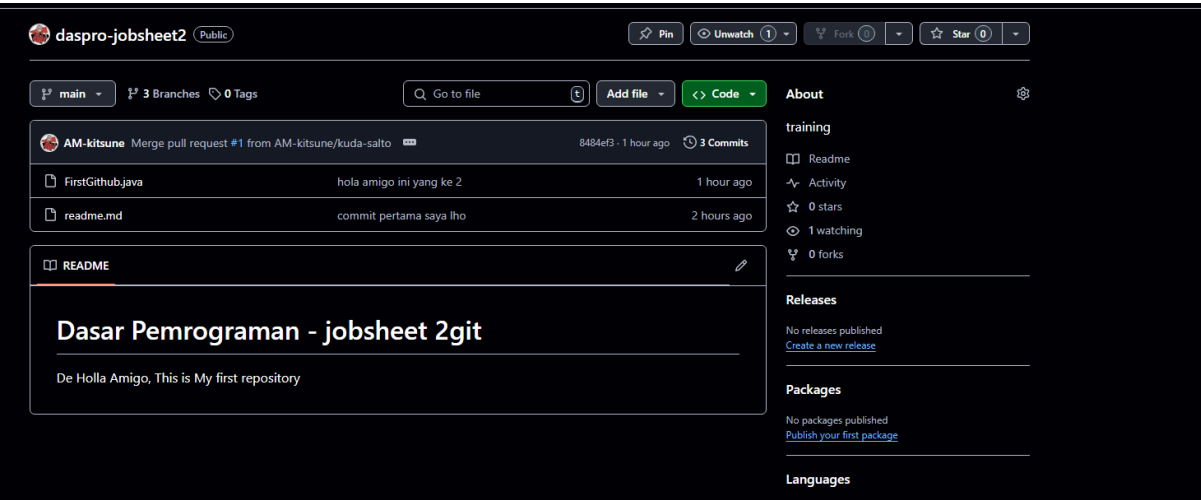 daspro-jobsheet2 Public
Pin Unwatch 1 Fork 0 Star 0
main 3 Branches 0 Tags Go to file t Add file Code
AM-kitsune Merge pull request #1 from AM-kitsune/kuda-salto 8484ef3 · 1 hour ago 3 Commits
FirstGithub.java hola amigo ini yang ke 2 1 hour ago
readme.md commit pertama saya lho 2 hours ago
README
Dasar Pemrograman - jobsheet 2git
De Holla Amigo, This is My first repository
About
training
Readme
Activity
0 stars
1 watching
0 forks
Releases
No releases published
Create a new release
Packages
No packages published
Publish your first package
Languages